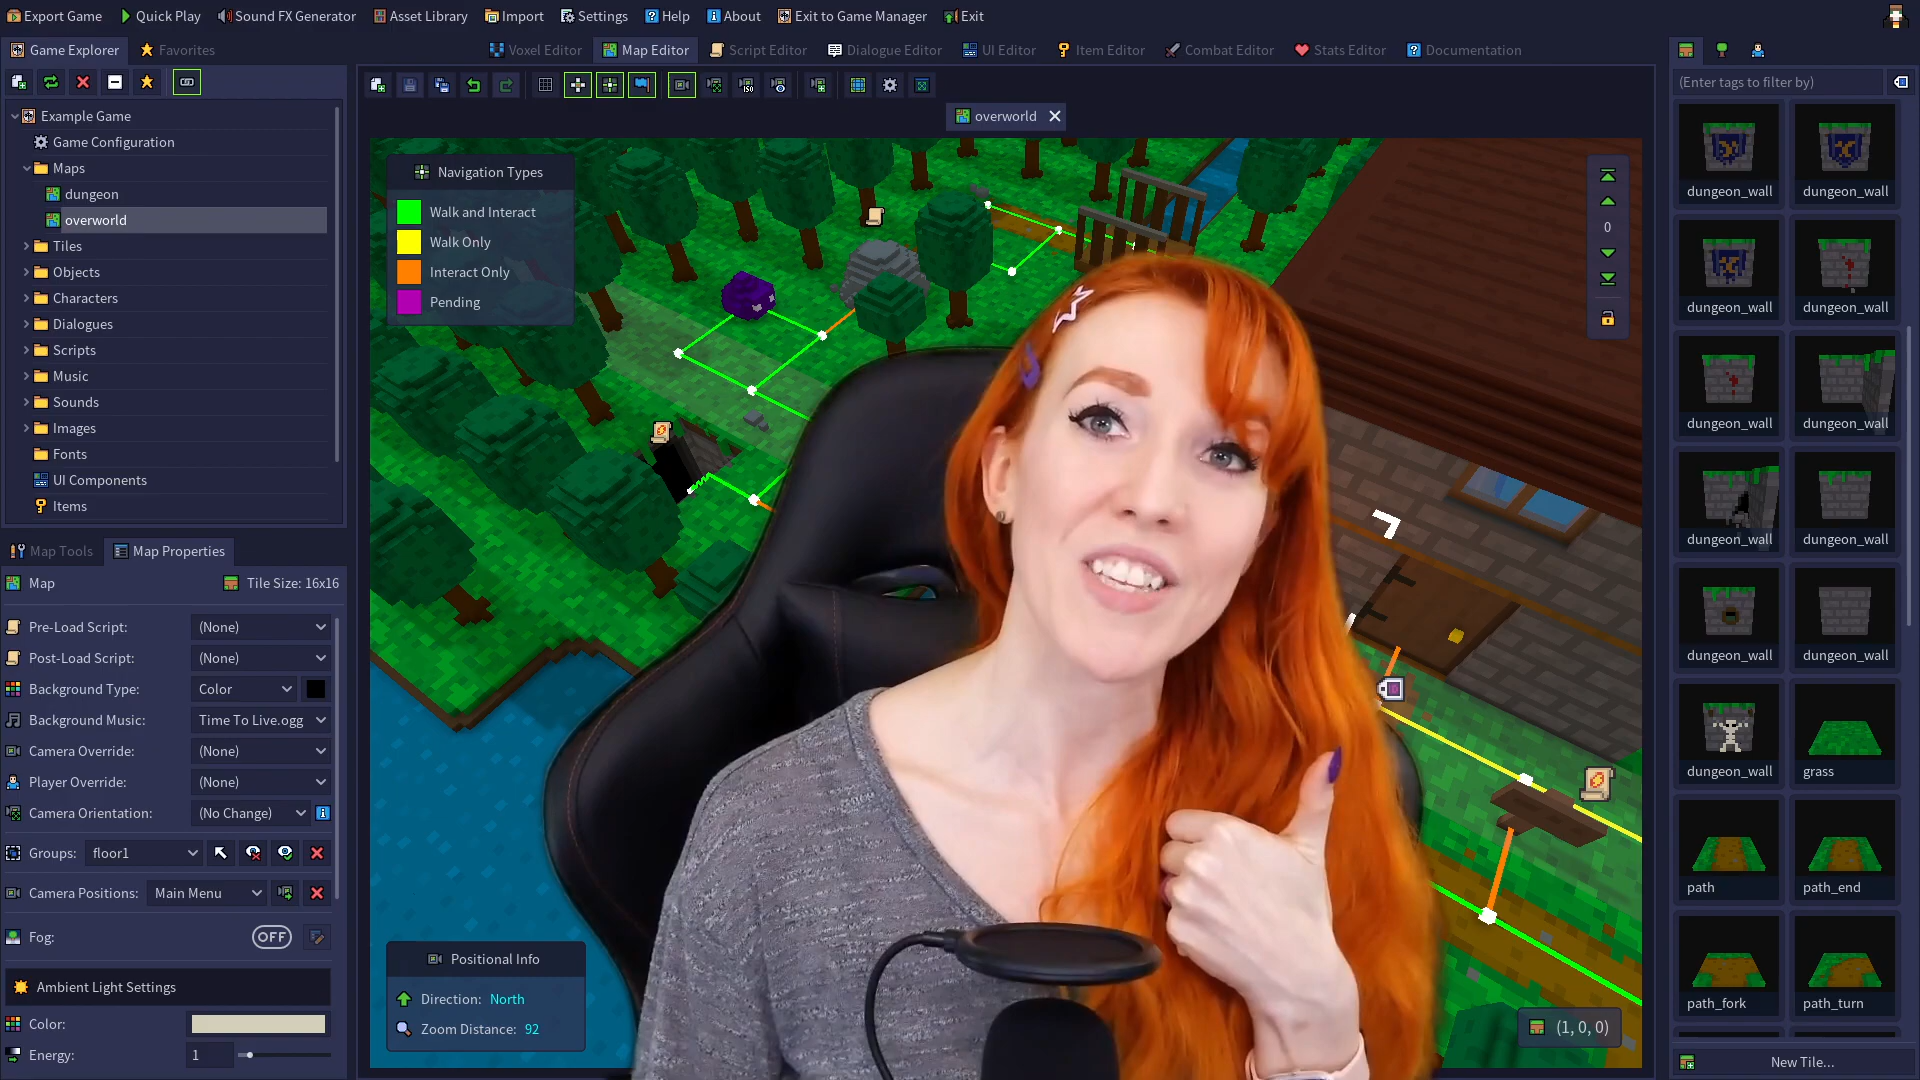 Export Game
Quick Play
Sound FX Generator
Asset Library
Import
Settings
Help
About
Exit to Game Manager
Exit
Game Explorer
Favorites
Voxel Editor
Map Editor
Script Editor
Dialogue Editor
UI Editor
Item Editor
Combat Editor
Stats Editor
Documentation
(Enter tags to filter by)
ISO
overworld
Example Game
Game Configuration
Maps
dungeon
overworld
Tiles
Objects
Characters
Dialogues
Scripts
Music
Sounds
Images
Fonts
UI Components
Items
Map Tools
Map Properties
Map
Tile Size: 16x16
Pre-Load Script:
(None)
Post-Load Script:
(None)
Background Type:
Color
Background Music:
Time To Live.ogg
Camera Override:
(None)
Player Override:
(None)
Camera Orientation:
(No Change)
Groups:
floor1
Camera Positions:
Main Menu
Fog:
OFF
Ambient Light Settings
Color:
Energy:
1
Navigation Types
Walk and Interact
Walk Only
Interact Only
Pending
0
Positional Info
Direction: North
Zoom Distance: 92
(1, 0, 0)
dungeon_wall
dungeon_wall
dungeon_wall
dungeon_wall
dungeon_wall
dungeon_wall
dungeon_wall
dungeon_wall
dungeon_wall
dungeon_wall
dungeon_wall
grass
path
path_end
path_fork
path_turn
New Tile...